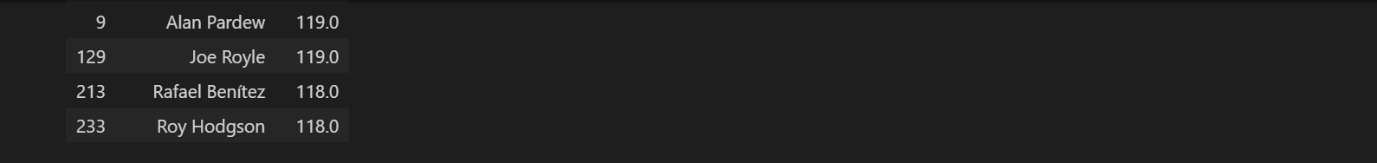 9 Alan Pardew 119.0
129 Joe Royle 119.0
213 Rafael Benítez 118.0
233 Roy Hodgson 118.0